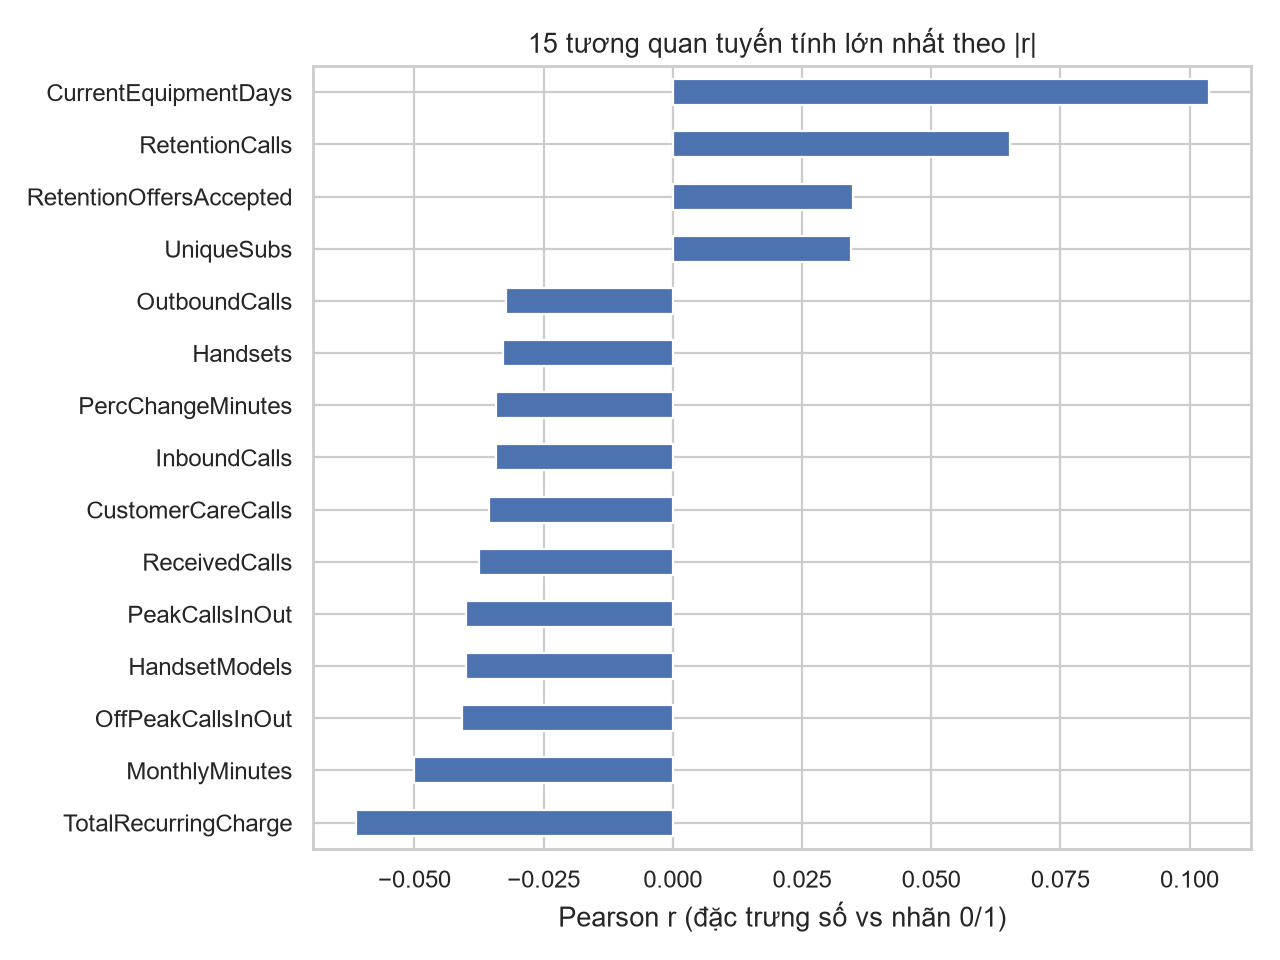 15 tương quan tuyến tính lớn nhất theo |r|
CurrentEquipmentDays
RetentionCalls
RetentionOffersAccepted
UniqueSubs
OutboundCalls
Handsets
PercChangeMinutes
InboundCalls
CustomerCareCalls
ReceivedCalls
PeakCallsInOut
HandsetModels
OffPeakCallsInOut
MonthlyMinutes
TotalRecurringCharge
−0.050 −0.025 0.000 0.025 0.050 0.075 0.100
Pearson r (đặc trưng số vs nhãn 0/1)